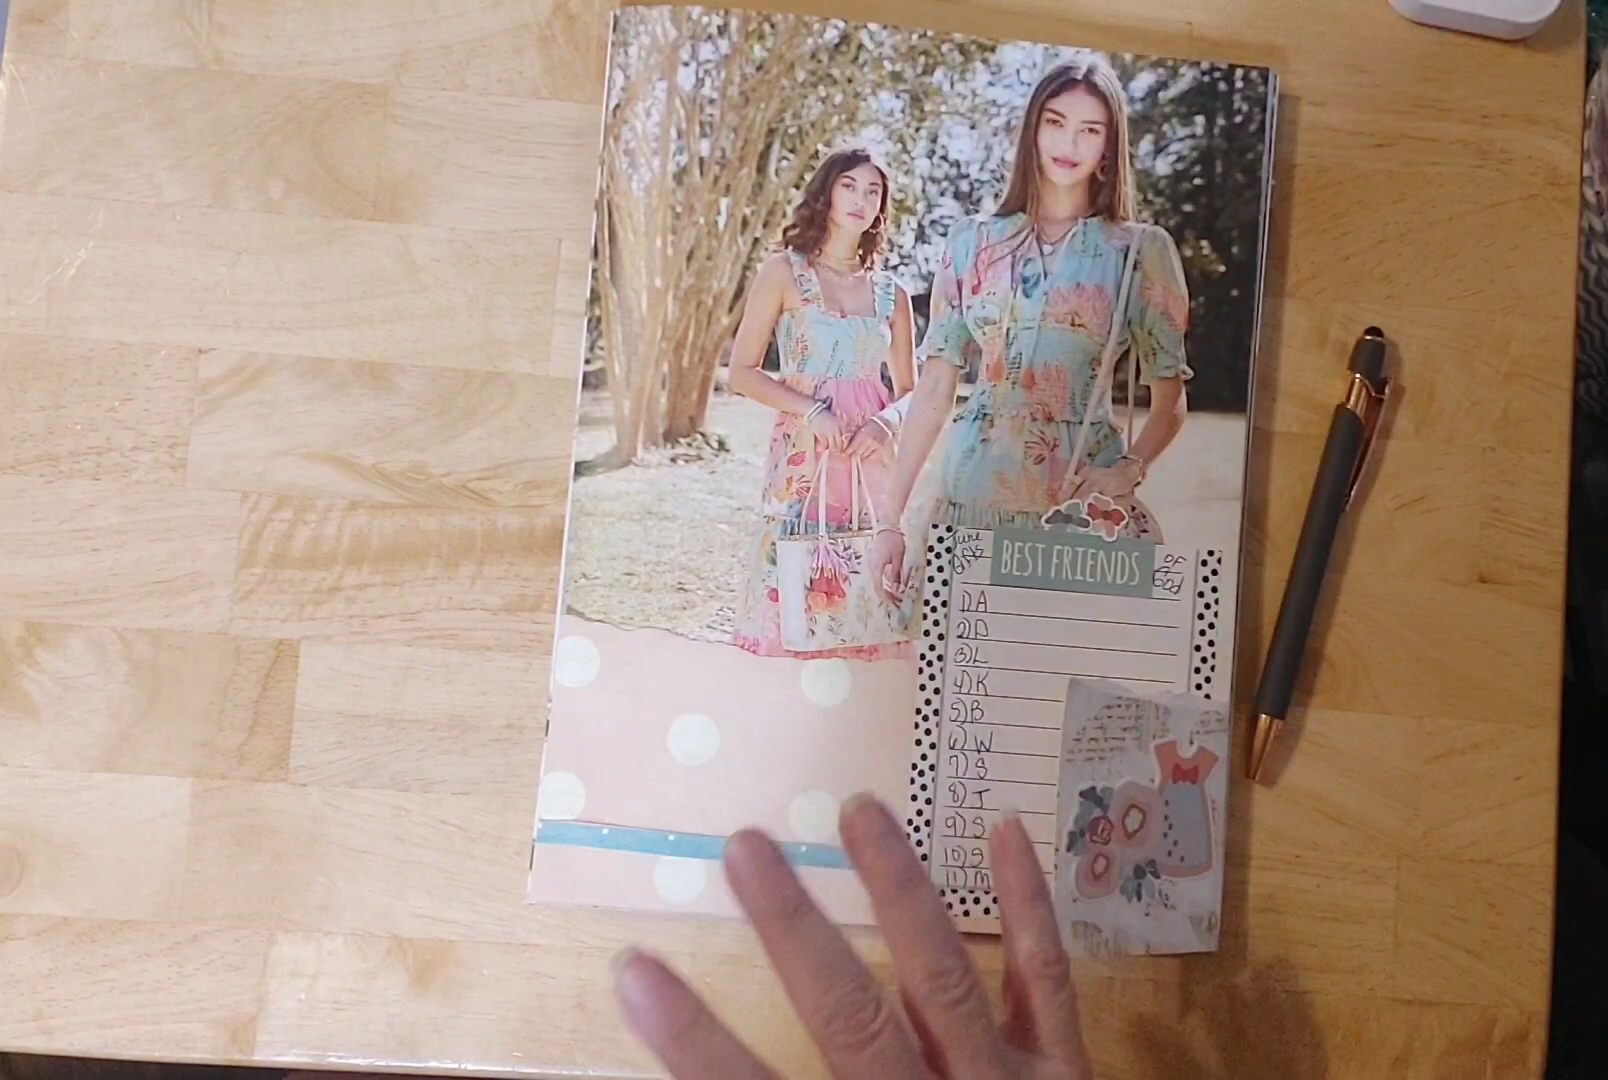 June
BEST FRIENDS
OF
A
God
1) A
2) D
3) L
4) K
5) B
6) W
7) S
8) J
9) S
10) S
11) M